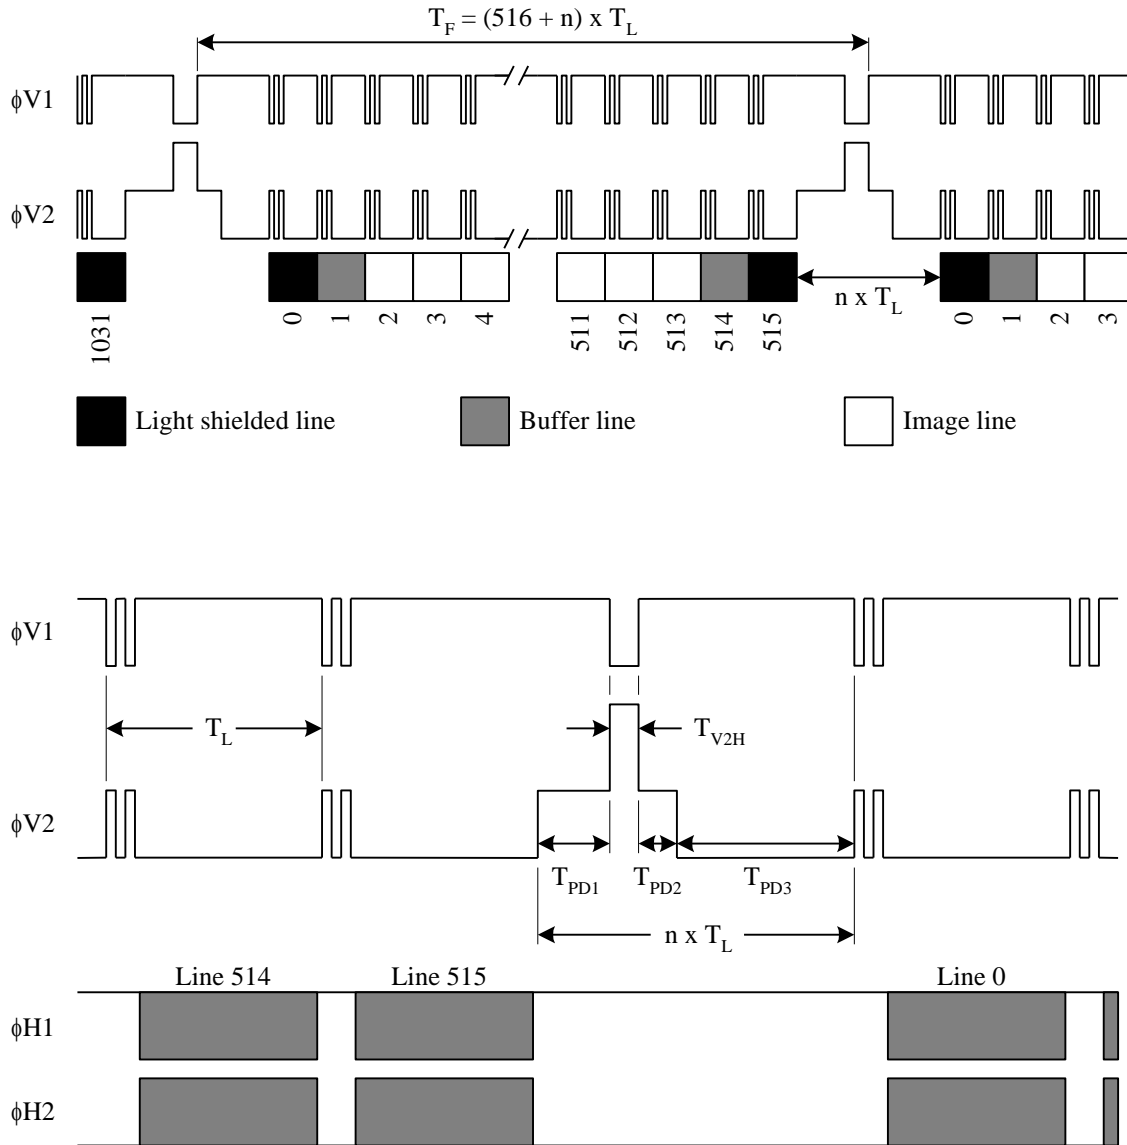 T_F = (516 + n) x T_L
ϕV1
ϕV2
n x T_L
1031
0
1
2
3
4
511
512
513
514
515
0
1
2
3
Light shielded line
Buffer line
Image line
ϕV1
T_L
T_V2H
ϕV2
T_PD1
T_PD2
T_PD3
n x T_L
Line 514
Line 515
Line 0
ϕH1
ϕH2